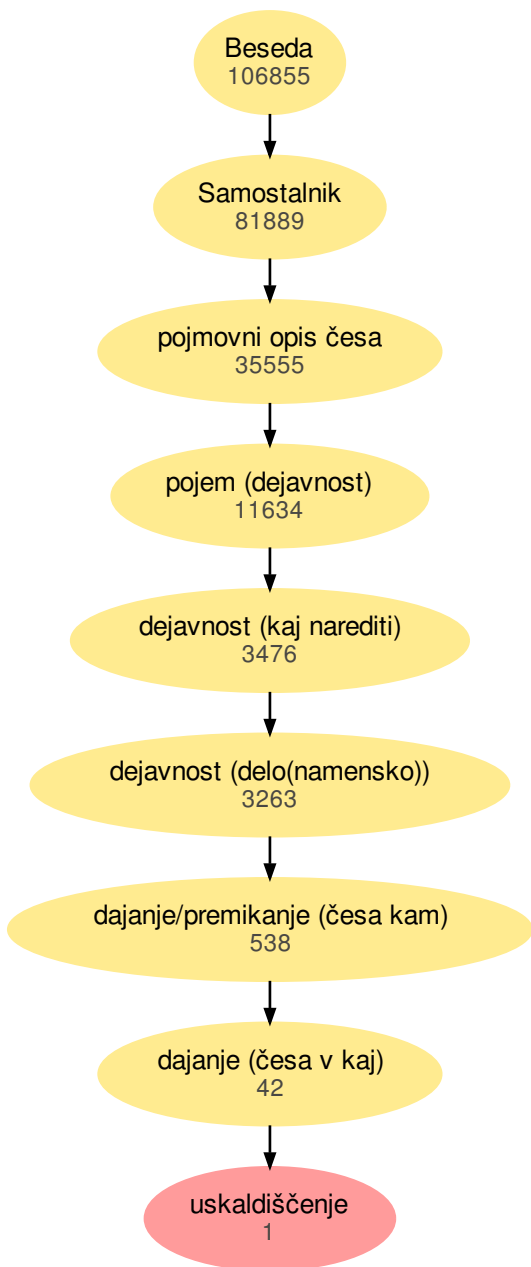 Beseda
106855
Samostalnik
81889
pojmovni opis česa
35555
pojem (dejavnost)
11634
dejavnost (kaj narediti)
3476
dejavnost (delo(namensko))
3263
dajanje/premikanje (česa kam)
538
dajanje (česa v kaj)
42
uskaldiščenje
1